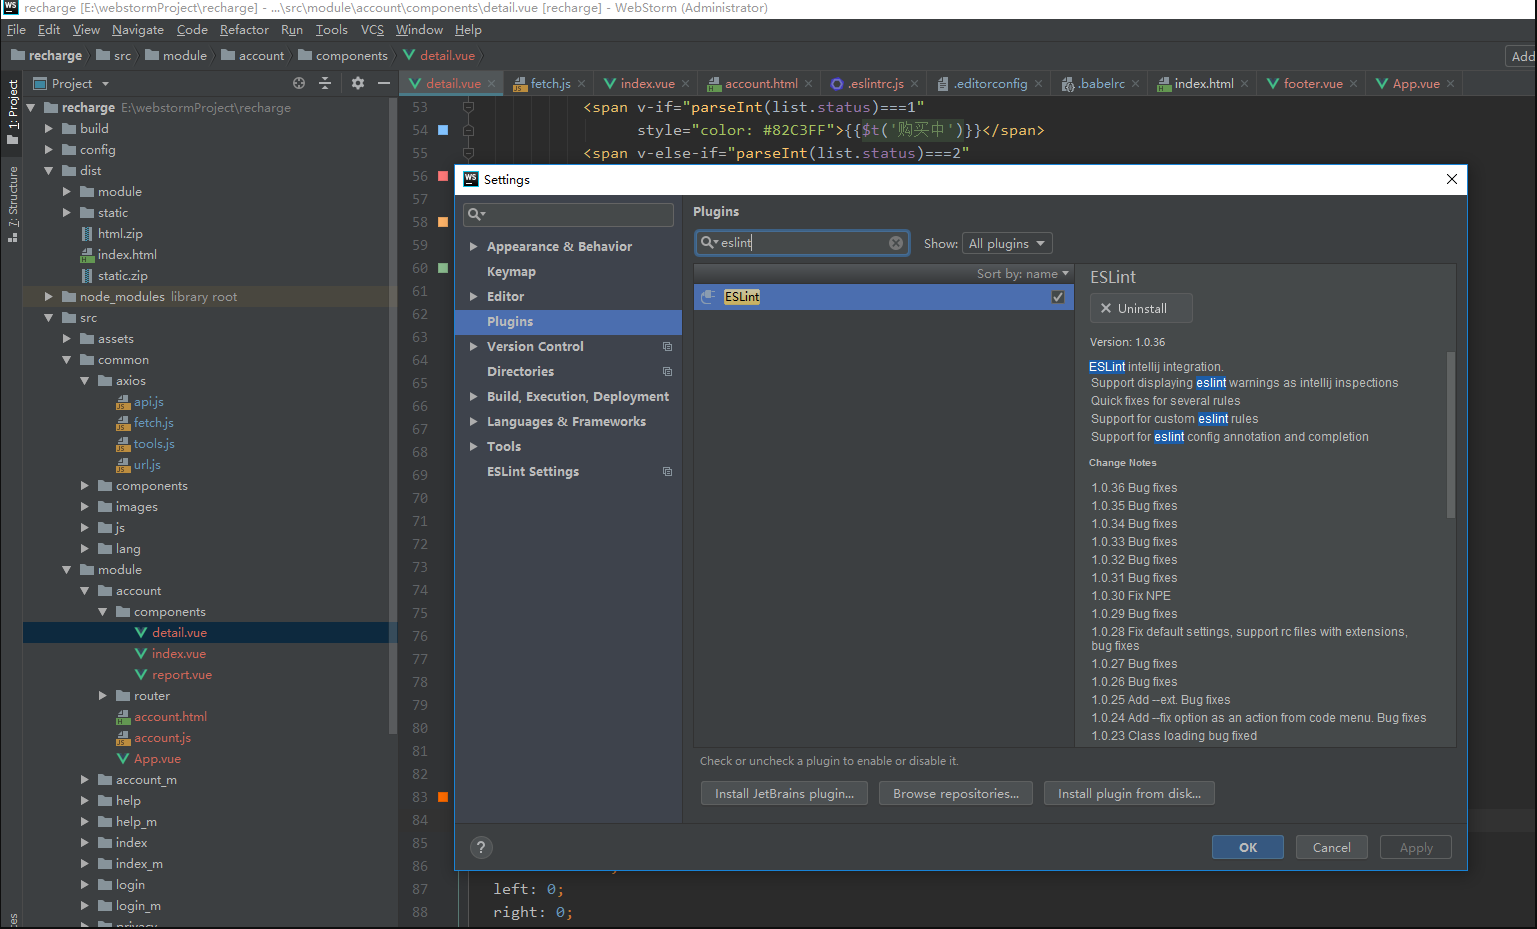 WS recharge [E:\webstormProject\recharge] - ...\src\module\account\components\detail.vue [recharge] - WebStorm (Administrator)
File Edit View Navigate Code Refactor Run Tools VCS Window Help
recharge src module account components detail.vue Add
Project
detail.vue fetch.js index.vue account.html .eslintrc.js .editorconfig .babelrc index.html footer.vue App.vue
1: Project
7: Structure
recharge E:\webstormProject\recharge
build
config
dist
module
static
html.zip
index.html
static.zip
node_modules library root
src
assets
common
axios
api.js
fetch.js
tools.js
url.js
components
images
js
lang
module
account
components
detail.vue
index.vue
report.vue
router
account.html
account.js
App.vue
account_m
help
help_m
index
index_m
login
login_m
53 <span v-if="parseInt(list.status)===1"
54 style="color: #82C3FF">{{$t('购买中')}}</span>
55 <span v-else-if="parseInt(list.status)===2"
56
57
58
59
60
61
62
63
64
65
66
67
68
69
70
71
72
73
74
75
76
77
78
79
80
81
82
83
84
85
86
87 left: 0;
88 right: 0;
WS Settings
Appearance & Behavior
Keymap
Editor
Plugins
Version Control
Directories
Build, Execution, Deployment
Languages & Frameworks
Tools
ESLint Settings
Plugins
eslint
Show: All plugins
Sort by: name
ESLint
ESLint
Uninstall
Version: 1.0.36
ESLint intellij integration.
Support displaying eslint warnings as intellij inspections
Quick fixes for several rules
Support for custom eslint rules
Support for eslint config annotation and completion
Change Notes
1.0.36 Bug fixes
1.0.35 Bug fixes
1.0.34 Bug fixes
1.0.33 Bug fixes
1.0.32 Bug fixes
1.0.31 Bug fixes
1.0.30 Fix NPE
1.0.29 Bug fixes
1.0.28 Fix default settings, support rc files with extensions,
bug fixes
1.0.27 Bug fixes
1.0.26 Bug fixes
1.0.25 Add --ext. Bug fixes
1.0.24 Add --fix option as an action from code menu. Bug fixes
1.0.23 Class loading bug fixed
Check or uncheck a plugin to enable or disable it.
Install JetBrains plugin... Browse repositories... Install plugin from disk...
? OK Cancel Apply